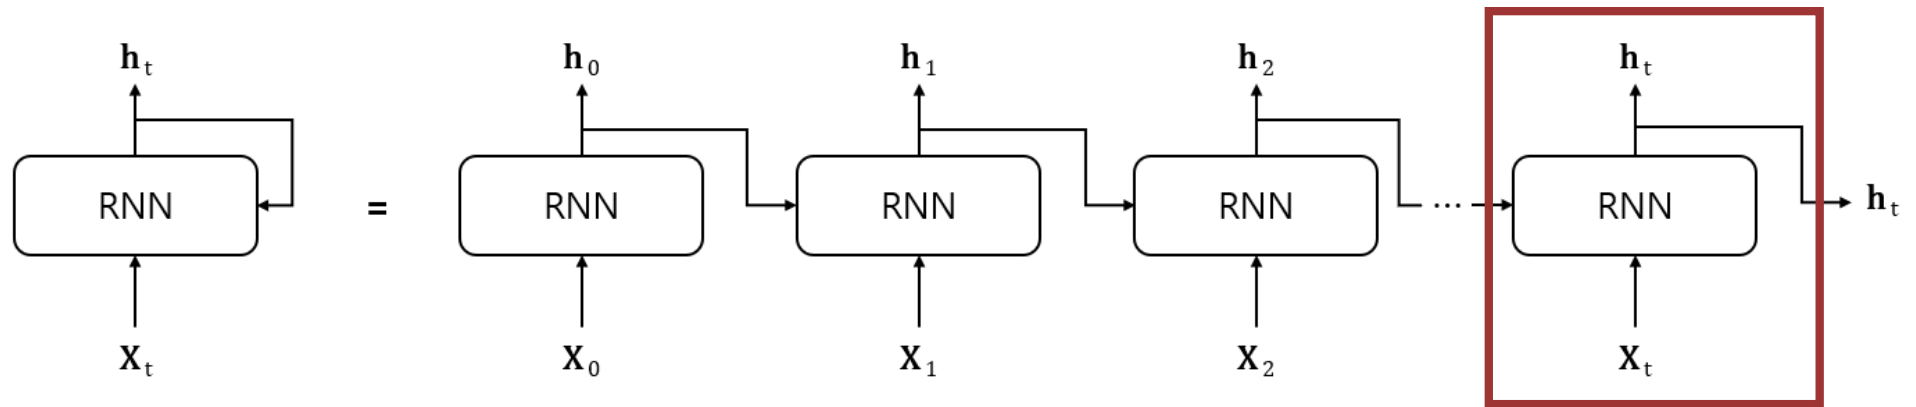 h t h 0 h 1 h 2 h t
RNN = RNN RNN RNN ... RNN h t
X t X 0 X 1 X 2 X t